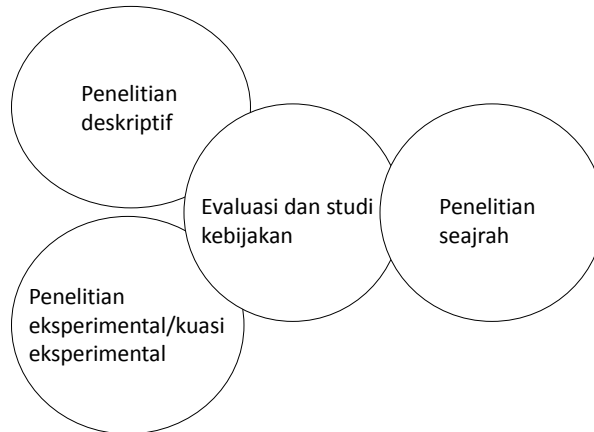 Penelitian
deskriptif
Evaluasi dan studi
kebijakan
Penelitian
seajrah
Penelitian
eksperimental/kuasi
eksperimental